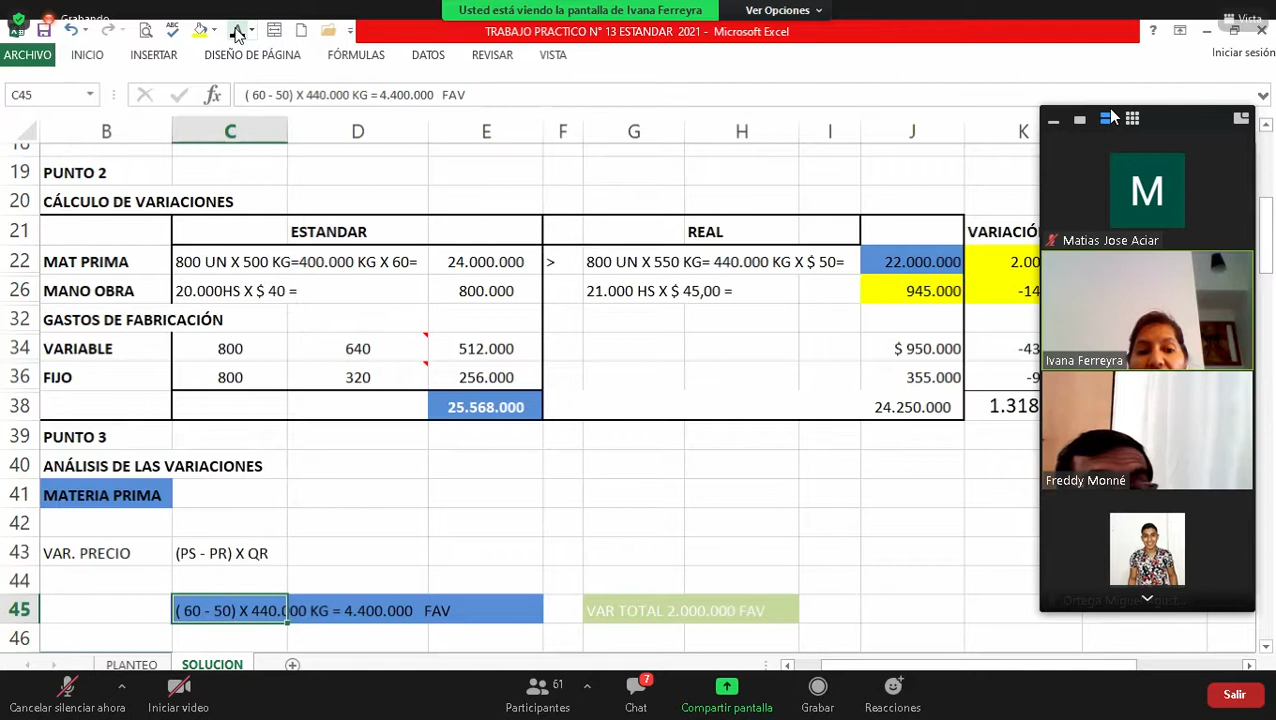 Grabando
Usted está viendo la pantalla de Ivana Ferreyra
Ver Opciones
Vista
TRABAJO PRACTICO N° 13 ESTANDAR 2021 - Microsoft Excel
ARCHIVO INICIO INSERTAR DISEÑO DE PÁGINA FÓRMULAS DATOS REVISAR VISTA
Iniciar sesión
C45 fx ( 60 - 50) X 440.000 KG = 4.400.000 FAV
B C D E F G H I J K
18
19 PUNTO 2
20 CÁLCULO DE VARIACIONES
21 ESTANDAR REAL VARIACIÓN
22 MAT PRIMA 800 UN X 500 KG=400.000 KG X 60= 24.000.000 > 800 UN X 550 KG= 440.000 KG X $ 50= 22.000.000 2.00
26 MANO OBRA 20.000HS X $ 40 = 800.000 21.000 HS X $ 45,00 = 945.000 -14
32 GASTOS DE FABRICACIÓN
34 VARIABLE 800 640 512.000 $ 950.000 -43
36 FIJO 800 320 256.000 355.000 -9
38 25.568.000 24.250.000 1.318
39 PUNTO 3
40 ANÁLISIS DE LAS VARIACIONES
41 MATERIA PRIMA
42
43 VAR. PRECIO (PS - PR) X QR
44
45 ( 60 - 50) X 440.000 KG = 4.400.000 FAV VAR TOTAL 2.000.000 FAV
46
PLANTEO SOLUCION
M
Matias Jose Aciar
Ivana Ferreyra
Freddy Monné
Ortega Miguel Agust...
Cancelar silenciar ahora
Iniciar video
61
Participantes
7
Chat
Compartir pantalla
Grabar
Reacciones
Salir